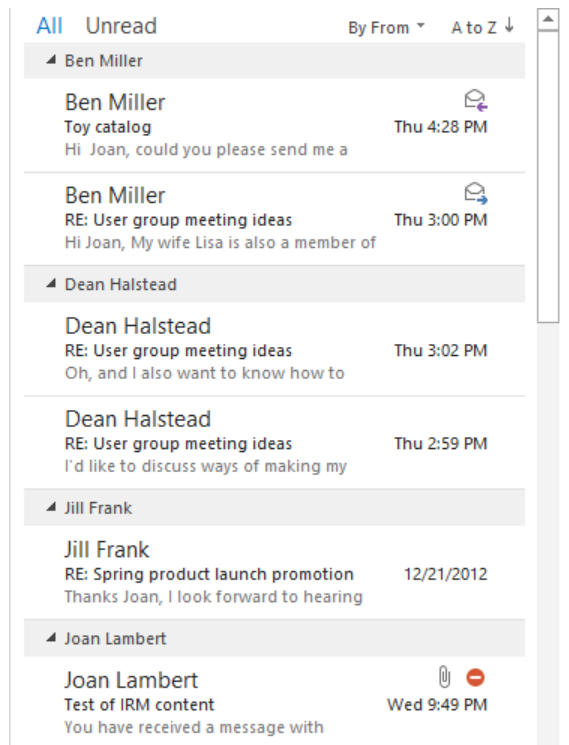 All Unread By From A to Z
Ben Miller
Ben Miller
Toy catalog Thu 4:28 PM
Hi  Joan, could you please send me a
Ben Miller
RE: User group meeting ideas Thu 3:00 PM
Hi Joan, My wife Lisa is also a member of
Dean Halstead
Dean Halstead
RE: User group meeting ideas Thu 3:02 PM
Oh, and I also want to know how to
Dean Halstead
RE: User group meeting ideas Thu 2:59 PM
I'd like to discuss ways of making my
Jill Frank
Jill Frank
RE: Spring product launch promotion 12/21/2012
Thanks Joan, I look forward to hearing
Joan Lambert
Joan Lambert
Test of IRM content Wed 9:49 PM
You have received a message with